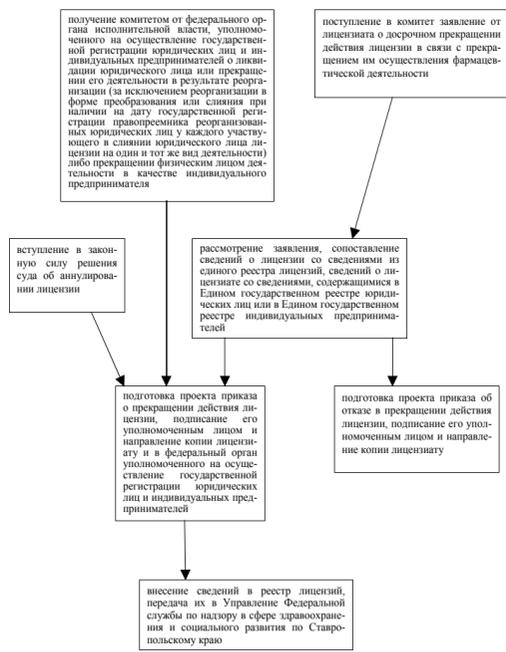 получение комитетом от федерального ор-
гана исполнительной власти, уполномо-
ченного на осуществление государствен-
ной регистрации юридических лиц и ин-
дивидуальных предпринимателей о ликви-
дации юридического лица или прекраще-
нии его деятельности в результате реорга-
низации (за исключением реорганизации в
форме преобразования или слияния при
наличии на дату государственной реги-
страции правопреемника реорганизован-
ных юридических лиц у каждого участву-
ющего в слиянии юридического лица ли-
цензии на один и тот же вид деятельности)
либо прекращении физическим лицом дея-
тельности в качестве индивидуального
предпринимателя
поступление в комитет заявление от
лицензиата о досрочном прекращении
действия лицензии в связи с прекра-
щением им осуществления фармацев-
тической деятельности
вступление в закон-
ную силу решения
суда об аннулирова-
нии лицензии
рассмотрение заявления, сопоставление
сведений о лицензии со сведениями из
единого реестра лицензий, сведений о ли-
цензиате со сведениями, содержащимися в
Едином государственном реестре юриди-
ческих лиц или в Едином государственном
реестре индивидуальных предпринима-
телей
подготовка проекта приказа
о прекращении действия ли-
цензии, подписание его
уполномоченным лицом и
направление копии лицензи-
ату и в федеральный орган
уполномоченного на осуще-
ствление государственной
регистрации юридических
лиц и индивидуальных пред-
принимателей
подготовка проекта приказа об
отказе в прекращении действия
лицензии, подписание его упол-
номоченным лицом и направле-
ние копии лицензиату
внесение сведений в реестр лицензий,
передача их в Управление Федеральной
службы по надзору в сфере здравоохране-
ния и социального развития по Ставро-
польскому краю